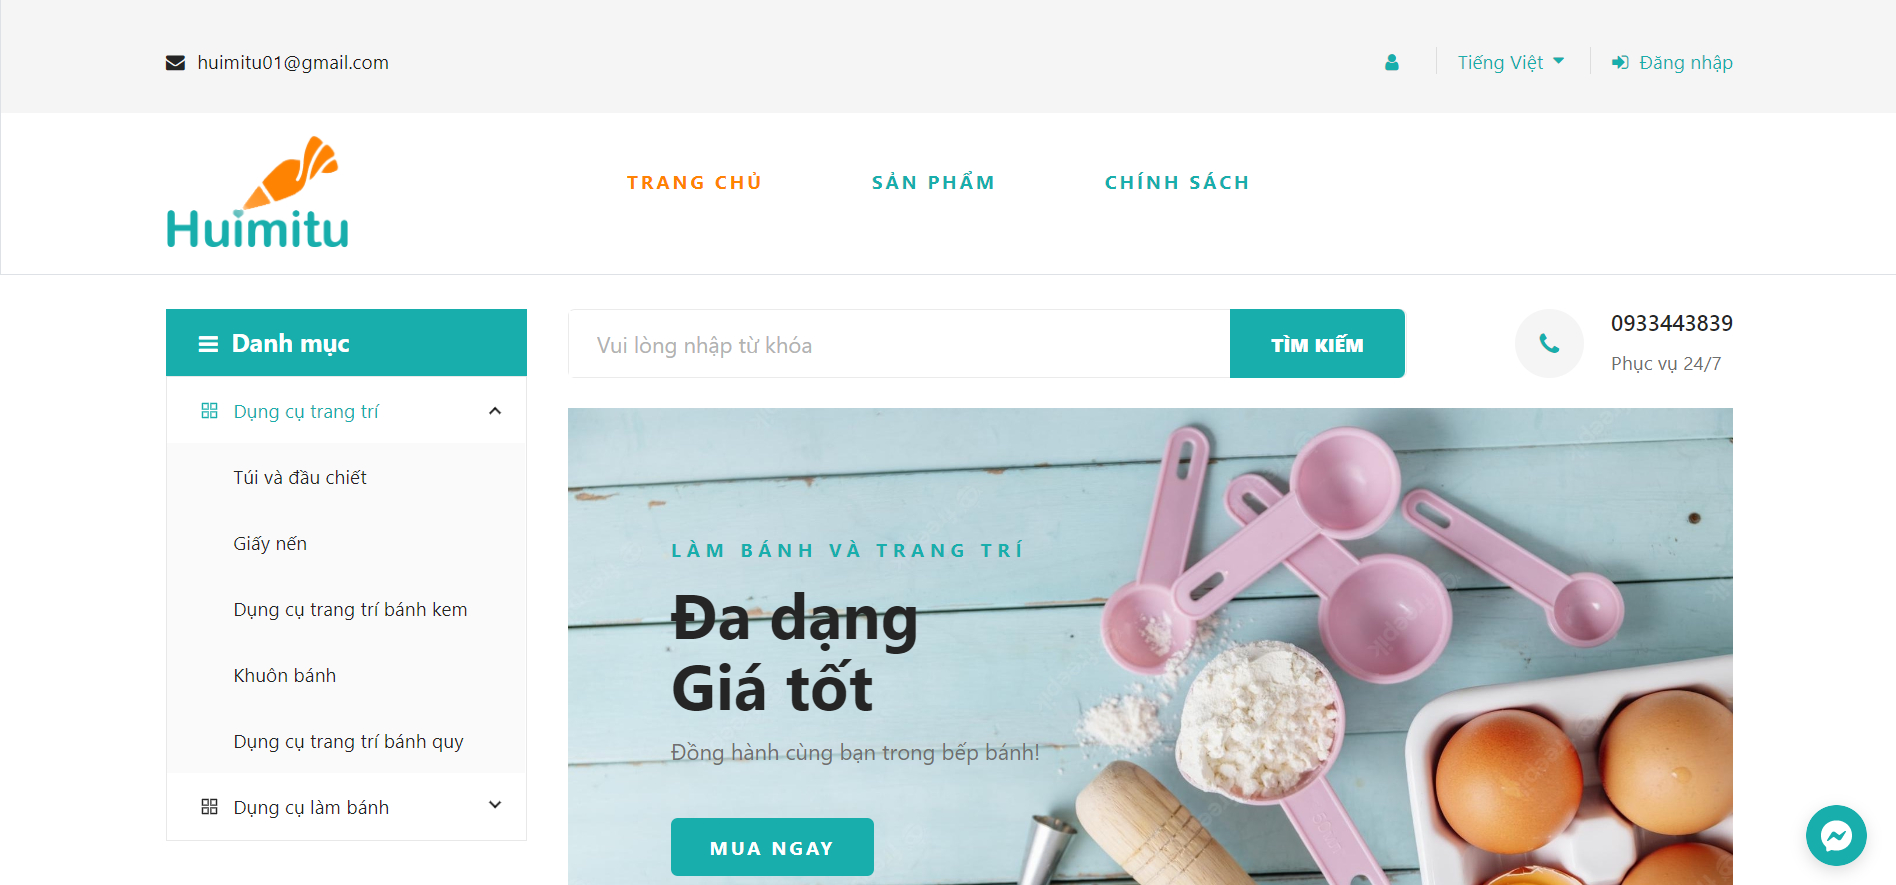 huimitu01@gmail.com
Tiếng Việt
Đăng nhập
Huimitu
TRANG CHỦ
SẢN PHẨM
CHÍNH SÁCH
Danh mục
Vui lòng nhập từ khóa
TÌM KIẾM
0933443839
Phục vụ 24/7
Dụng cụ trang trí
Túi và đầu chiết
Giấy nến
Dụng cụ trang trí bánh kem
Khuôn bánh
Dụng cụ trang trí bánh quy
Dụng cụ làm bánh
LÀM BÁNH VÀ TRANG TRÍ
Đa dạng
Giá tốt
Đồng hành cùng bạn trong bếp bánh!
MUA NGAY